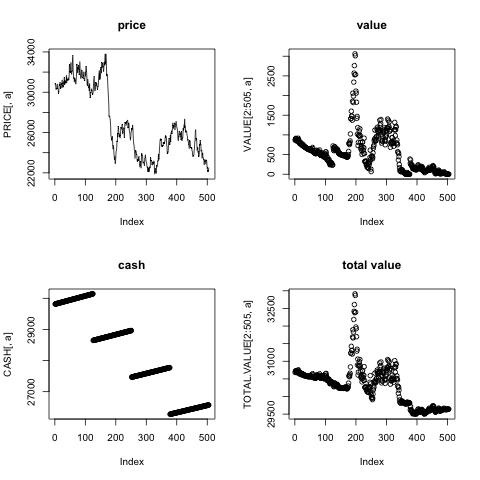 price
value
PRICE[, a]
22000 26000 30000 34000
0 100 200 300 400 500
Index
VALUE[2:505, a]
0 500 1500 2500
0 100 200 300 400 500
Index
cash
total value
CASH[, a]
27000 29000
0 100 200 300 400 500
Index
TOTAL.VALUE[2:505, a]
29500 31000 32500
0 100 200 300 400 500
Index